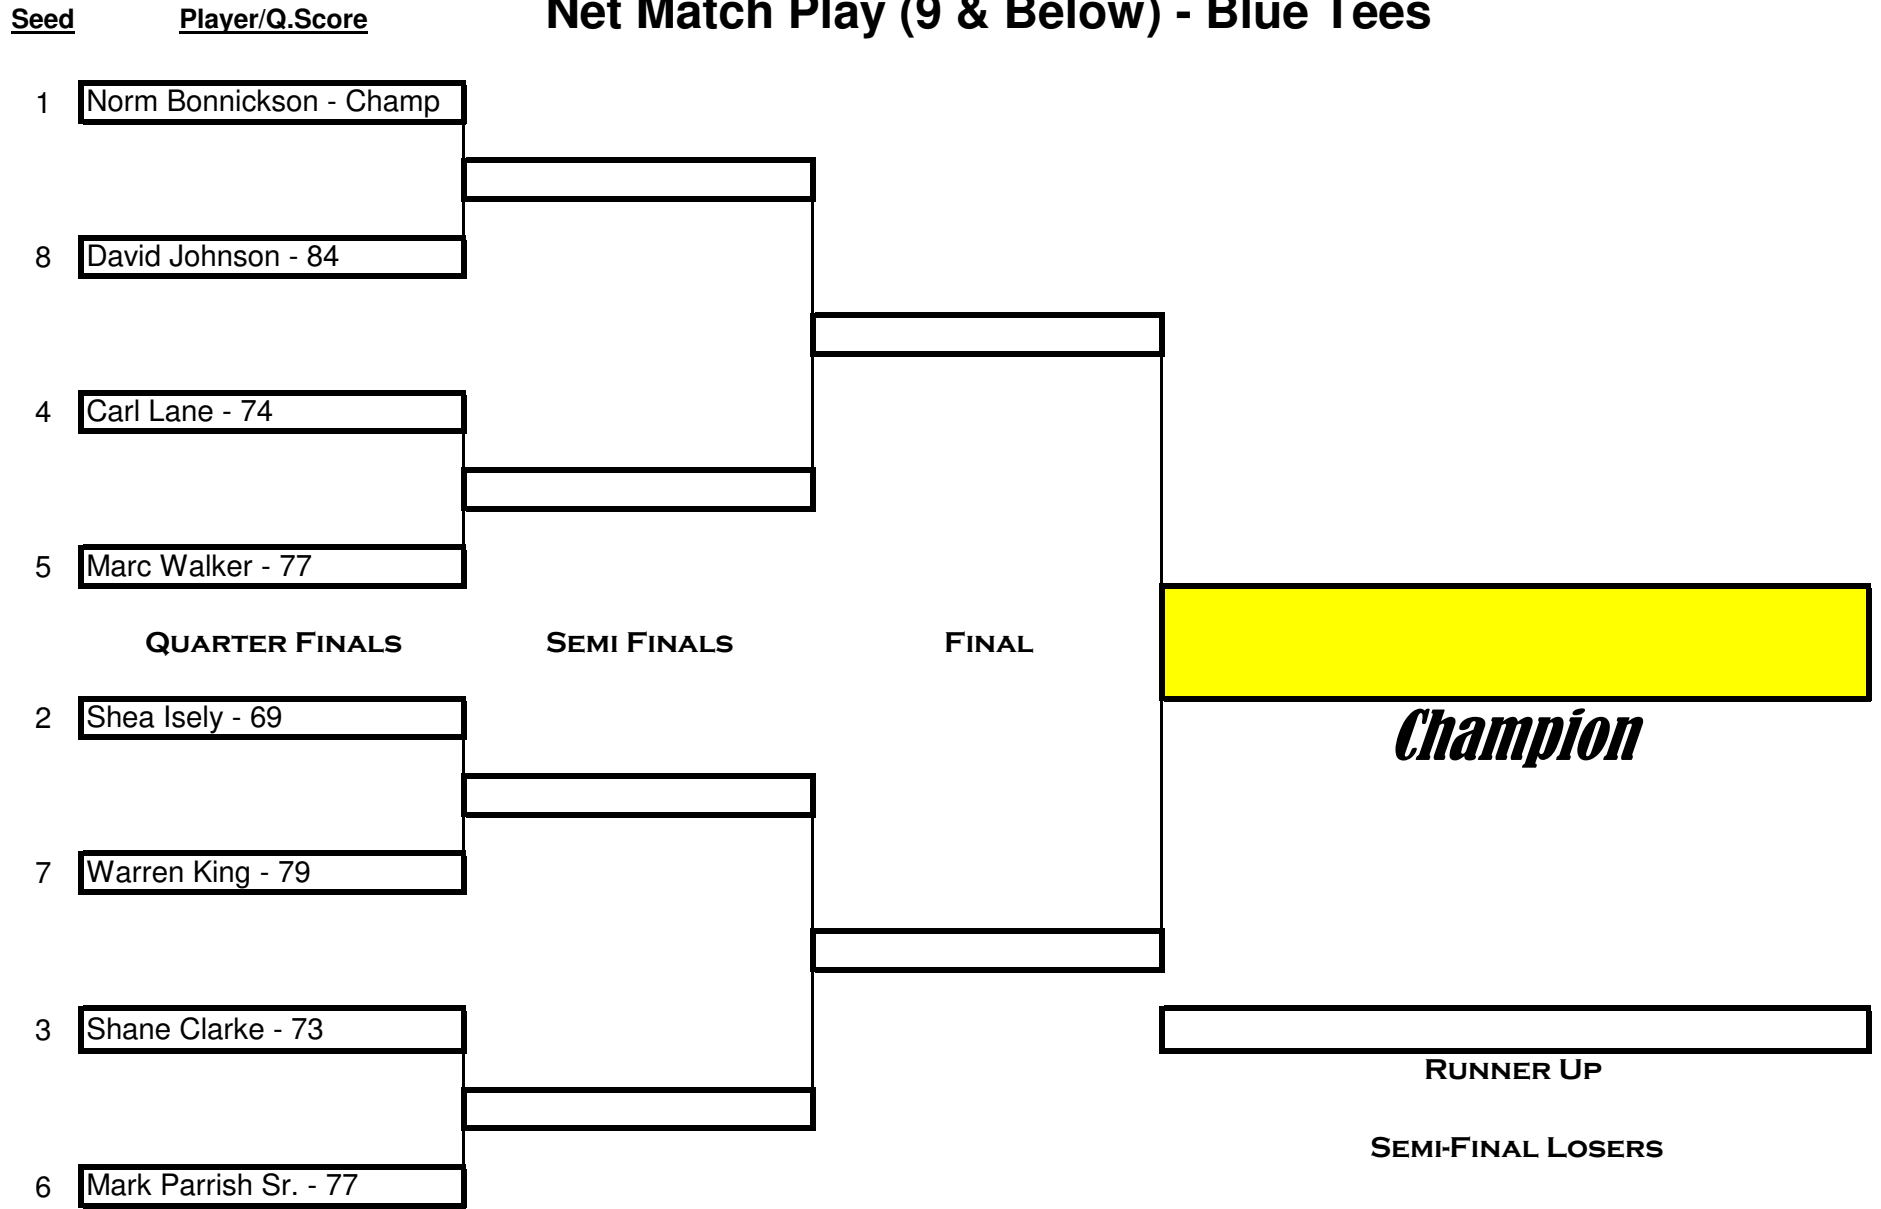 Net Match Play (9 & Below) - Blue Tees
Seed Player/Q.Score
1 Norm Bonnickson - Champ
8 David Johnson - 84
4 Carl Lane - 74
5 Marc Walker - 77
Quarter Finals Semi Finals Final
2 Shea Isely - 69
Champion
7 Warren King - 79
3 Shane Clarke - 73
Runner Up
Semi-Final Losers
6 Mark Parrish Sr. - 77